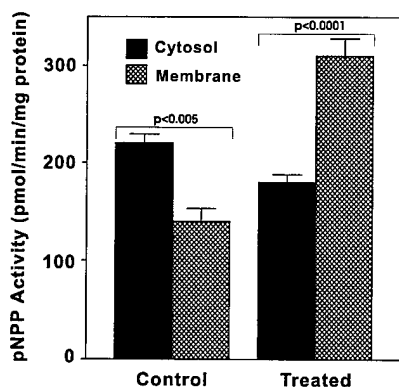 pNPP Activity (pmol/min/mg protein)
300
200
100
0
Cytosol
Membrane
p<0.005
p<0.0001
Control
Treated